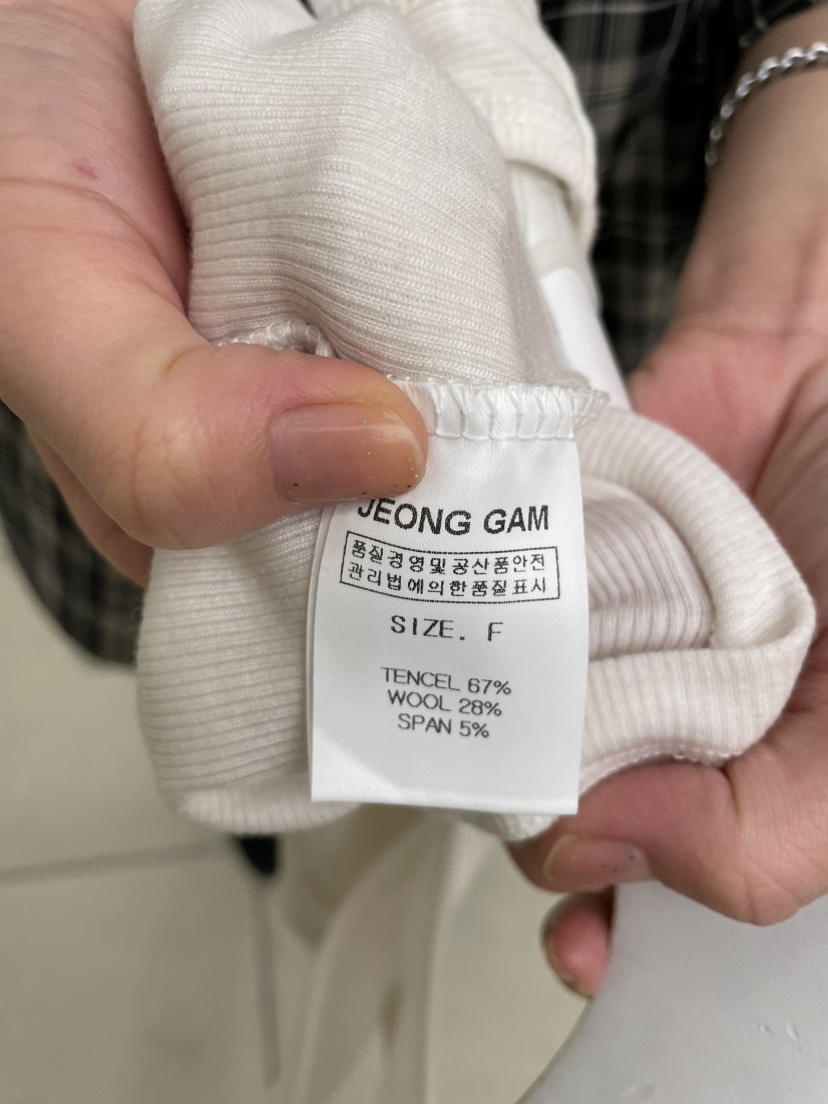 JEONG GAM
품질경영및공산품안전
관리법에의한품질표시
SIZE. F
TENCEL 67%
WOOL 28%
SPAN 5%